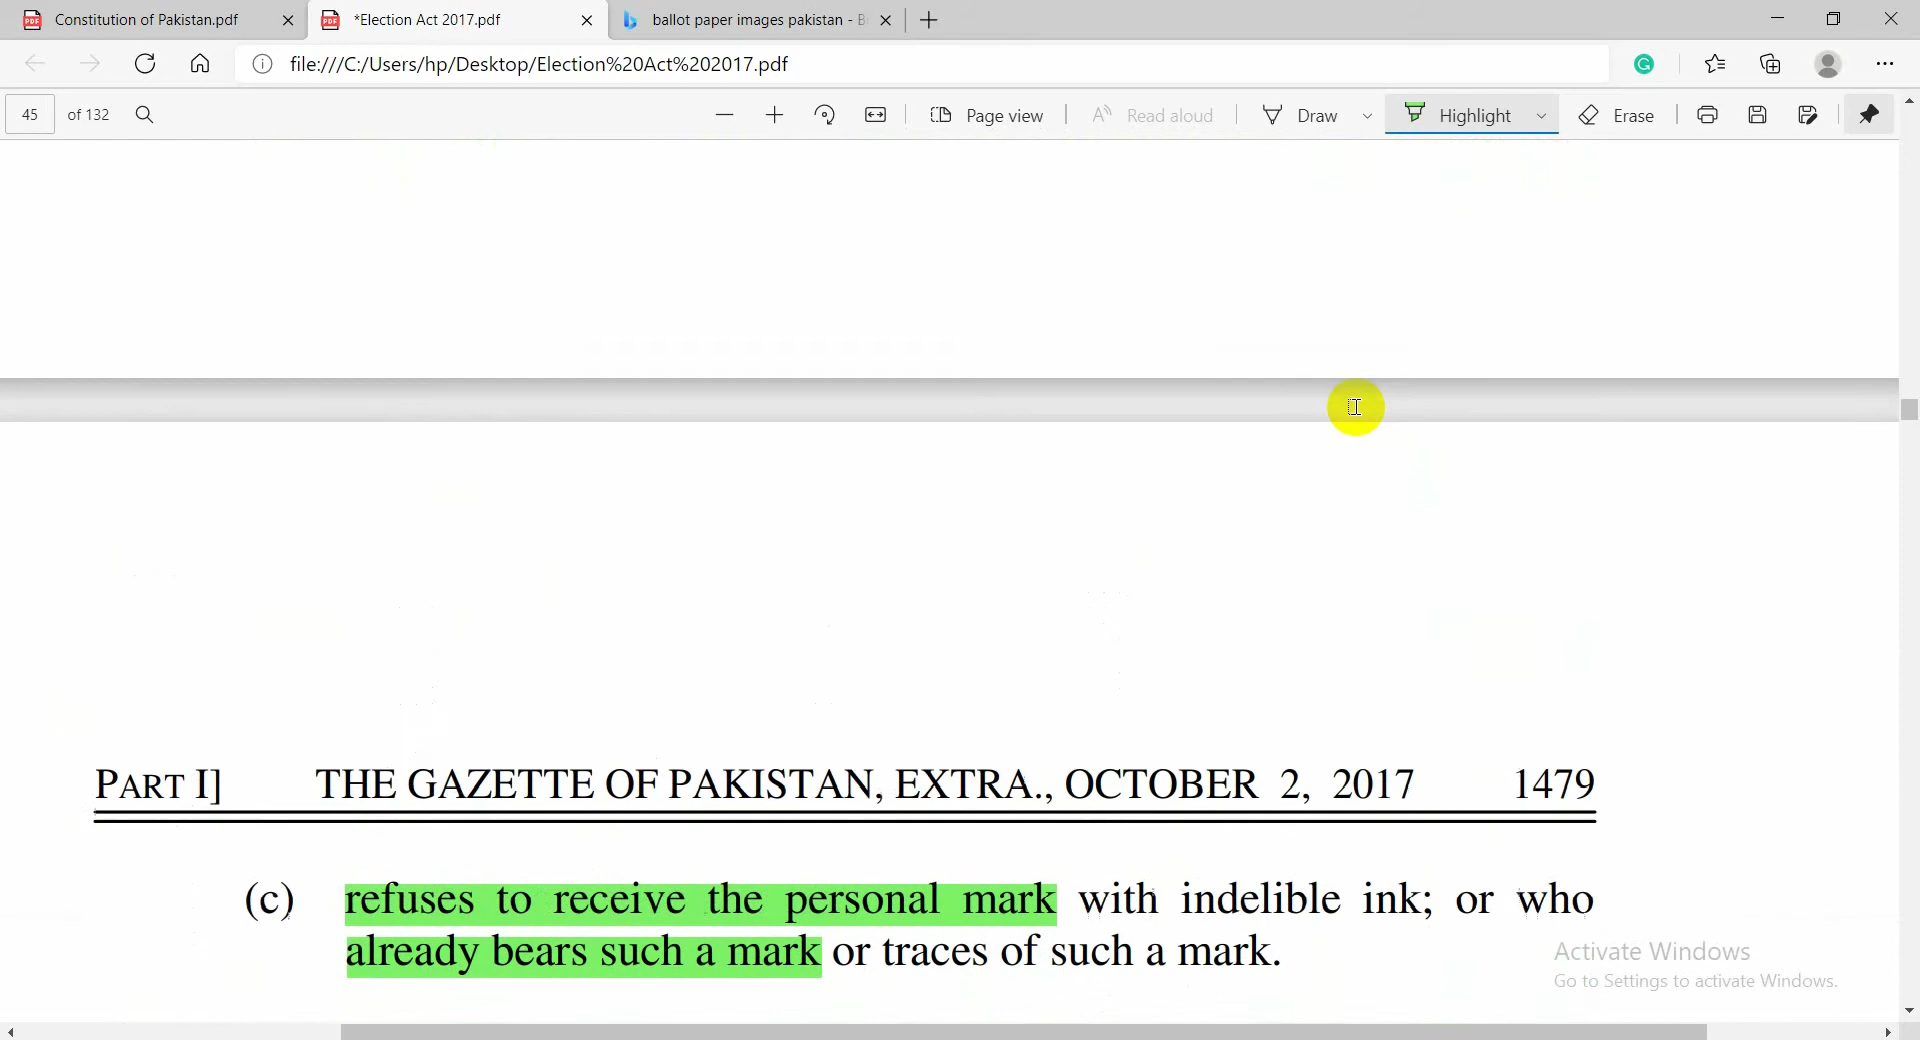 Constitution of Pakistan.pdf
*Election Act 2017.pdf
ballot paper images pakistan - B
file:///C:/Users/hp/Desktop/Election%20Act%202017.pdf
45 of 132
Page view
Read aloud
Draw
Highlight
Erase
PART I] THE GAZETTE OF PAKISTAN, EXTRA., OCTOBER 2, 2017 1479
(c) refuses to receive the personal mark with indelible ink; or who
already bears such a mark or traces of such a mark.
Activate Windows
Go to Settings to activate Windows.